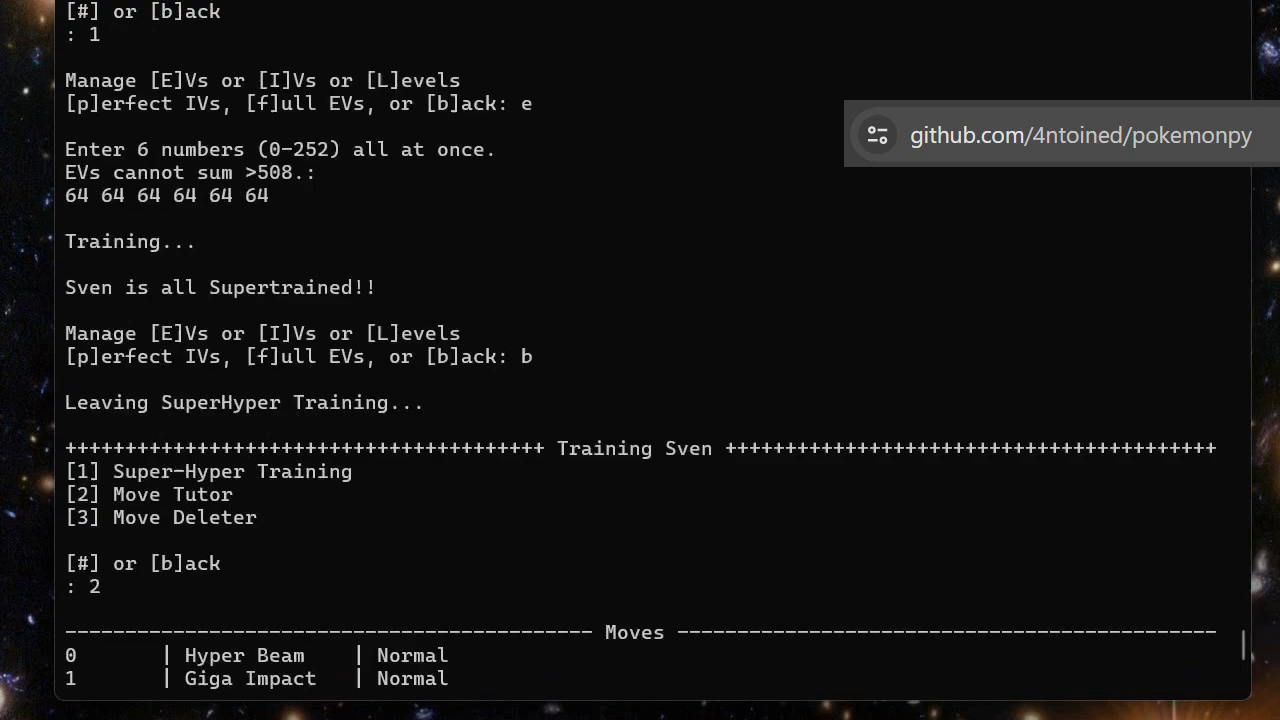 [#] or [b]ack
: 1
Manage [E]Vs or [I]Vs or [L]evels
[p]erfect IVs, [f]ull EVs, or [b]ack: e
github.com/4ntoined/pokemonpy
Enter 6 numbers (0-252) all at once.
EVs cannot sum >508.:
64 64 64 64 64 64
Training...
Sven is all Supertrained!!
Manage [E]Vs or [I]Vs or [L]evels
[p]erfect IVs, [f]ull EVs, or [b]ack: b
Leaving SuperHyper Training...
++++++++++++++++++++++++++++++++++++++++ Training Sven +++++++++++++++++++++++++++++++++++++++++
[1] Super-Hyper Training
[2] Move Tutor
[3] Move Deleter
[#] or [b]ack
: 2
-------------------------------------------- Moves ---------------------------------------------
0 | Hyper Beam | Normal
1 | Giga Impact | Normal